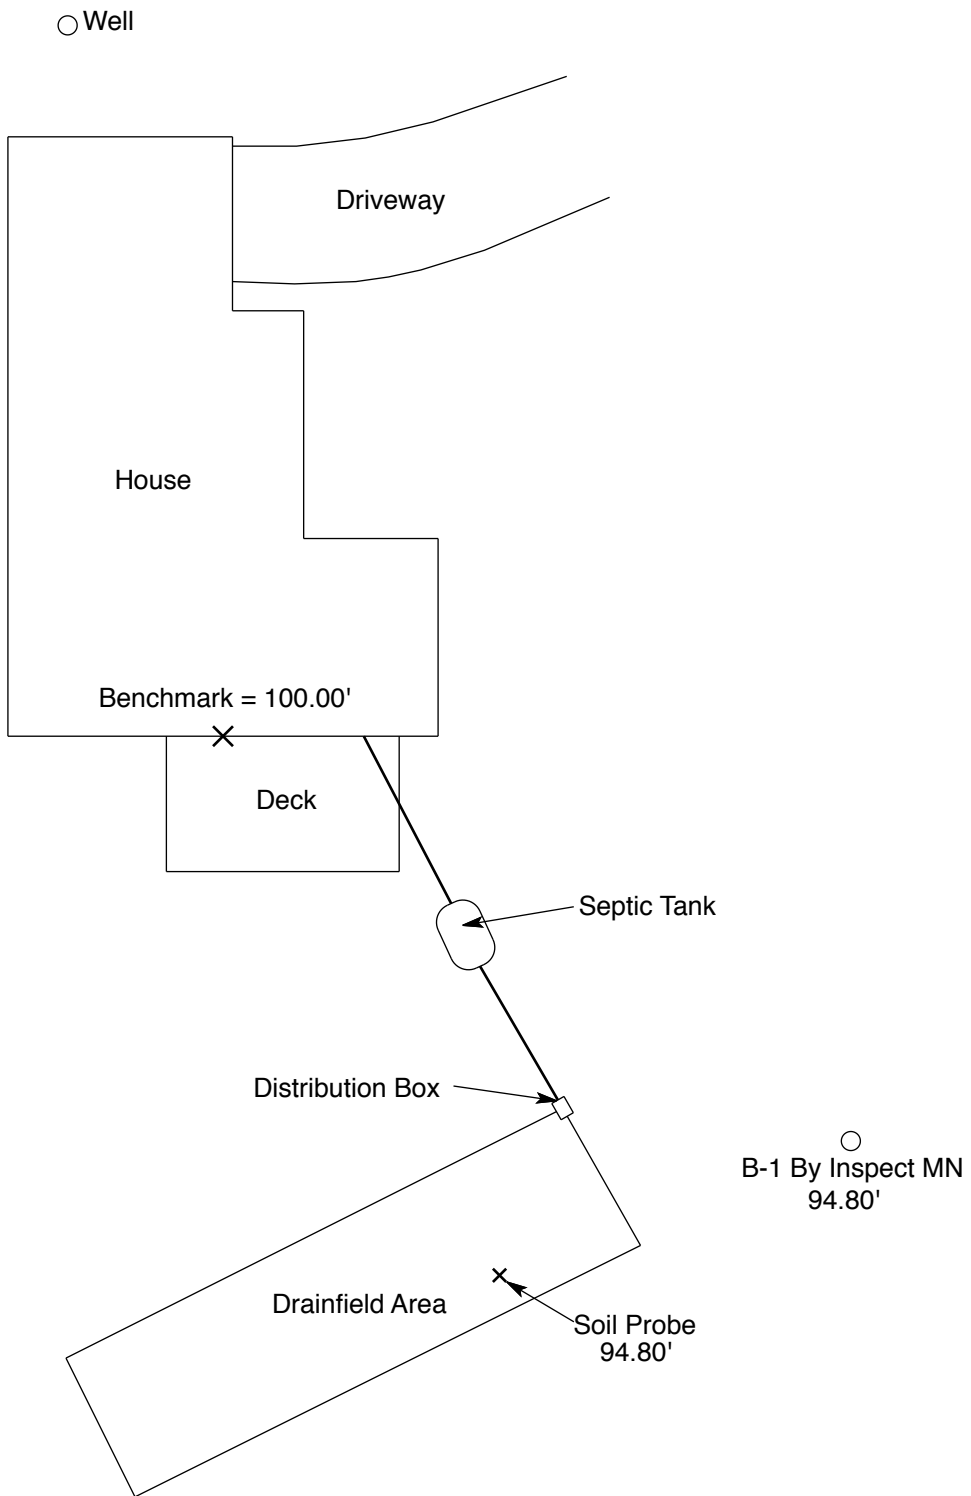 Well
Driveway
House
Benchmark = 100.00'
Deck
Septic Tank
Distribution Box
B-1 By Inspect MN
94.80'
Drainfield Area
Soil Probe
94.80'